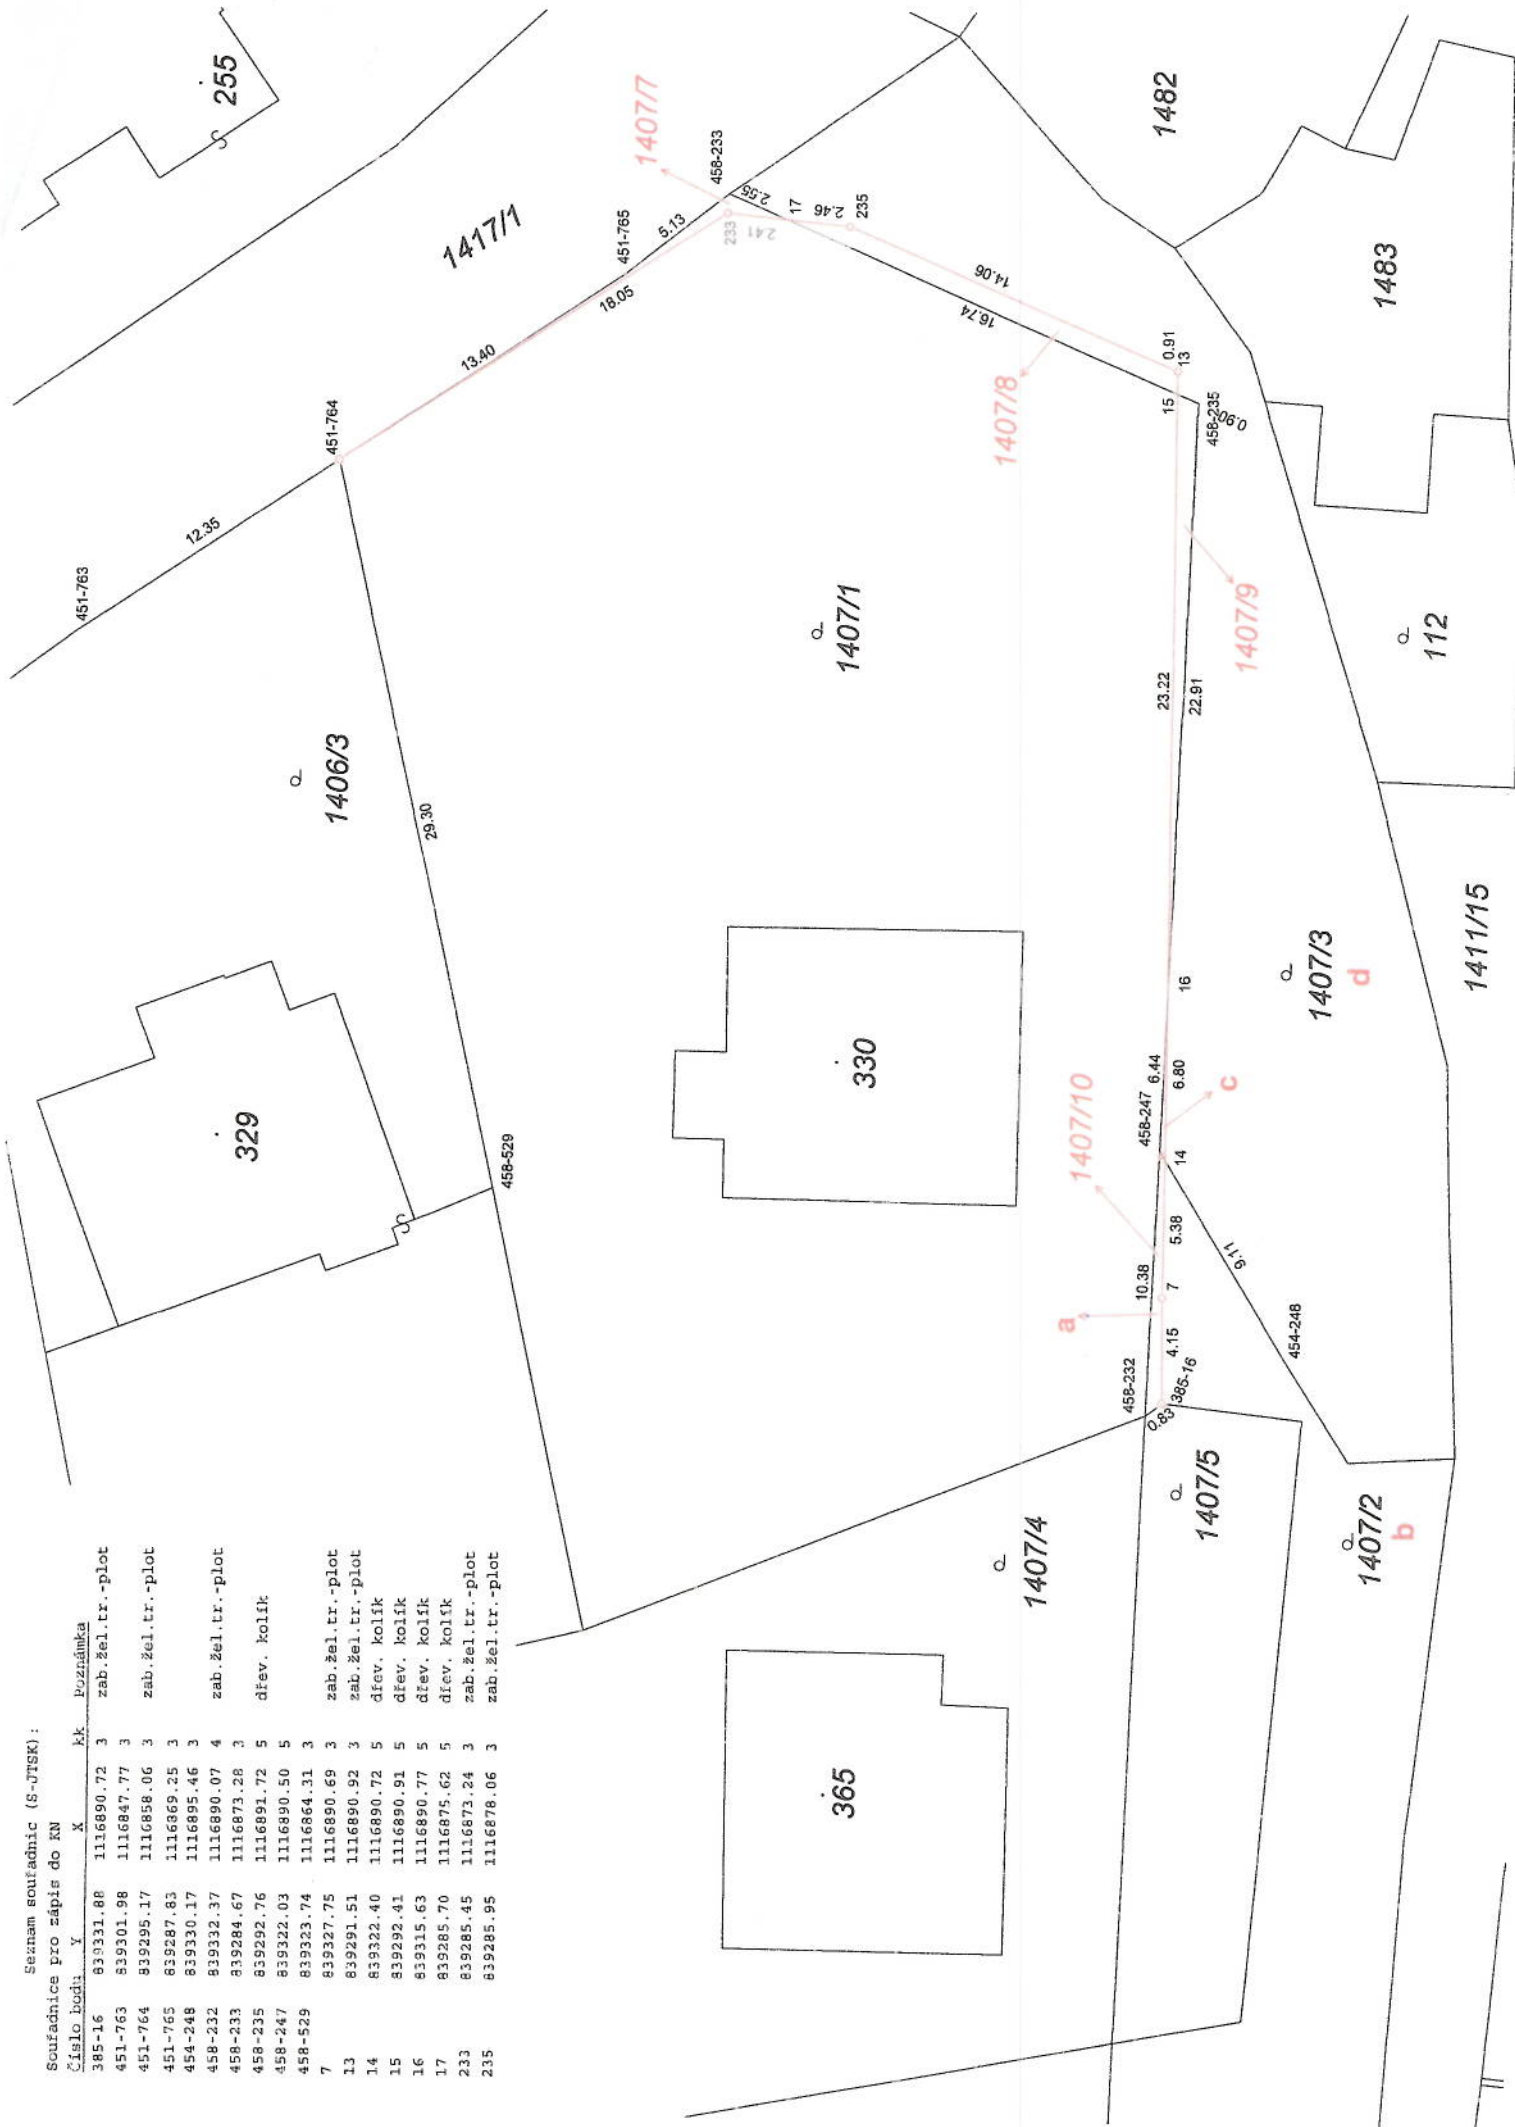 Seznam souřadnic (S-JTSK):
Souřadnice pro zápis do KN
Číslo bodu Y X kk Poznámka
385-16 839331.88 1116890.72 3 zab.žel.tr.-plot
451-763 839301.98 1116847.77 3
451-764 839295.17 1116858.06 3 zab.žel.tr.-plot
451-765 839287.83 1116869.25 3
454-248 839330.17 1116895.46 3
458-232 839332.37 1116890.07 4 zab.žel.tr.-plot
458-233 839284.67 1116873.28 3
458-235 839292.76 1116891.72 5 dřev. kolík
458-247 839322.03 1116890.50 5
458-529 839323.74 1116864.31 3
7 839327.75 1116890.69 3 zab.žel.tr.-plot
13 839291.51 1116890.92 3 zab.žel.tr.-plot
14 839322.40 1116890.72 5 dřev. kolík
15 839292.41 1116890.91 5 dřev. kolík
16 839315.63 1116890.77 5 dřev. kolík
17 839285.70 1116875.62 5 dřev. kolík
233 839285.45 1116873.24 3 zab.žel.tr.-plot
235 839285.95 1116878.06 3 zab.žel.tr.-plot
255
1417/1
1407/7
458-233
451-765
5.13
2.55
17
2.46
235
233
2.41
18.05
13.40
451-764
12.35
451-763
1406/3
29.30
329
458-529
1482
1483
14.06
16.74
1407/8
0.91
13
15
458-235
0.90
1407/1
23.22
22.91
1407/9
112
330
16
1407/3
d
1411/15
6.44
6.80
458-247
14
c
1407/10
5.38
10.38
7
a
4.15
9.11
454-248
458-232
385-16
0.83
1407/5
1407/4
1407/2
b
365